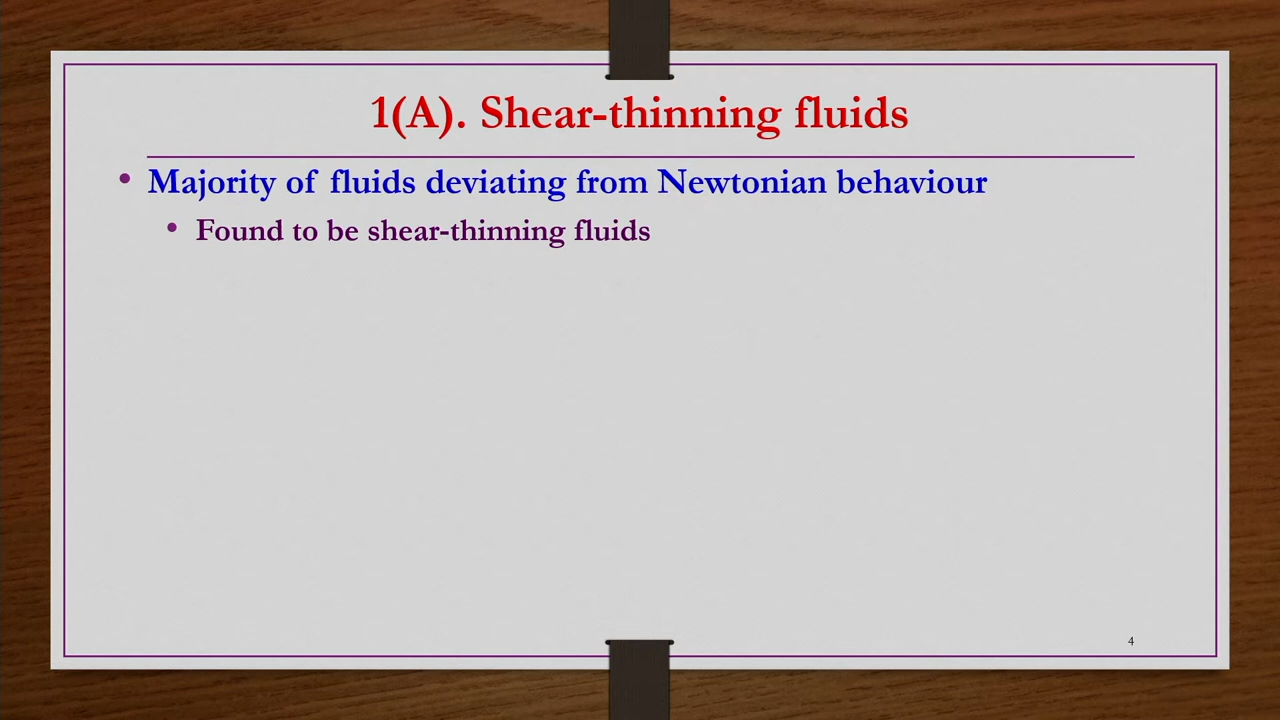 1(A). Shear-thinning fluids
• Majority of fluids deviating from Newtonian behaviour
• Found to be shear-thinning fluids
4